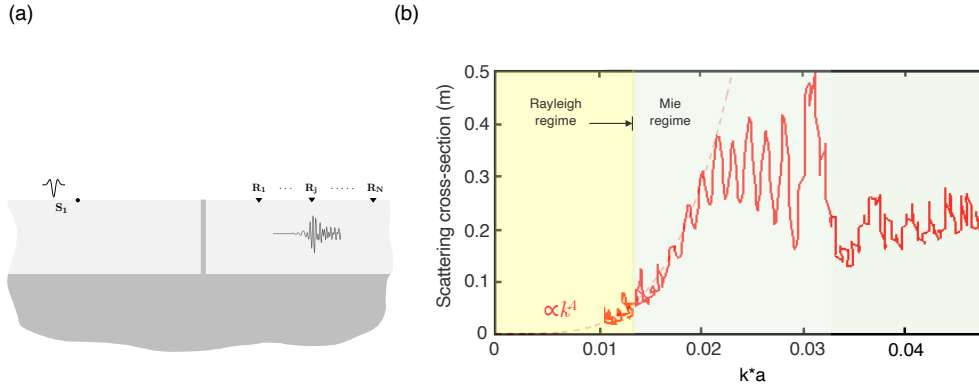 (a)
S1
R1 ... Rj ..... RN
(b)
Scattering cross-section (m)
0.5
0.4
0.3
0.2
0.1
0
Rayleigh
regime
Mie
regime
∝k⁴
0 0.01 0.02 0.03 0.04
k*a